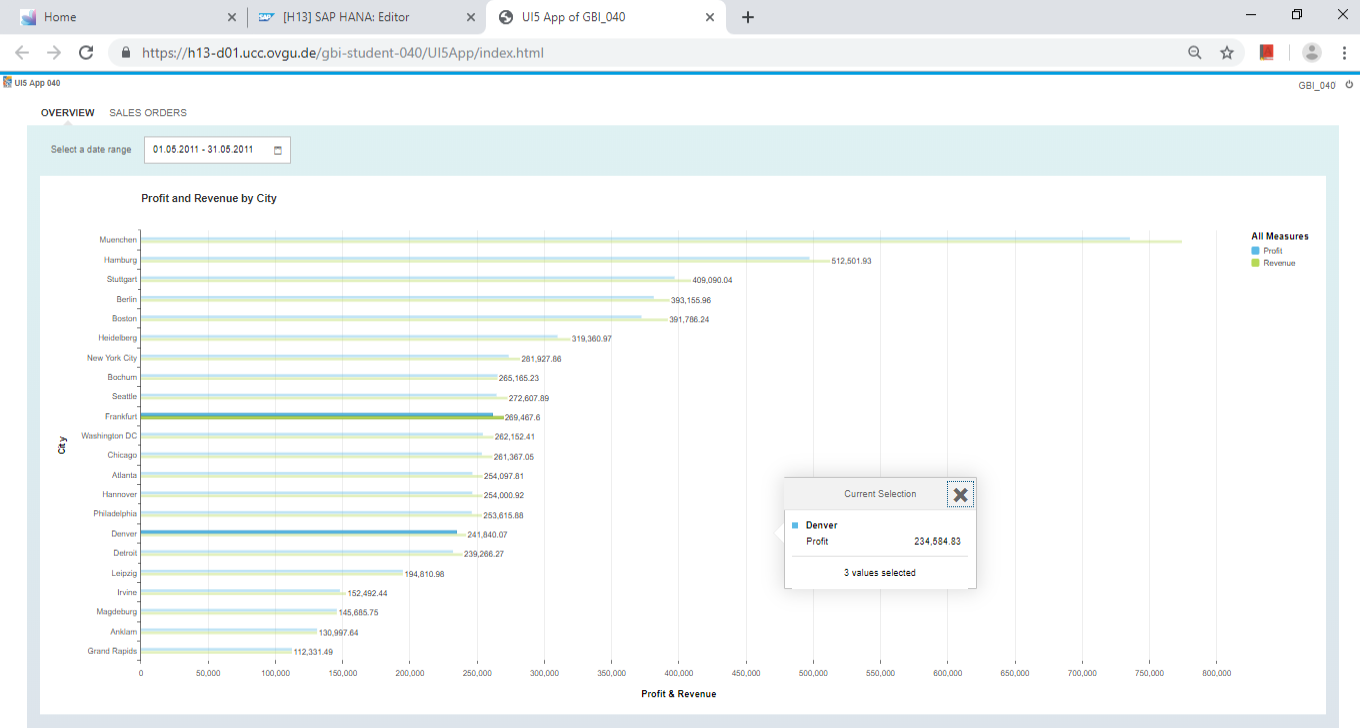 Home
[H13] SAP HANA: Editor
UI5 App of GBI_040
https://h13-d01.ucc.ovgu.de/gbi-student-040/UI5App/index.html
UI5 App 040
GBI_040
OVERVIEW SALES ORDERS
Select a date range 01.05.2011 - 31.05.2011
Profit and Revenue by City
All Measures
Profit
Revenue
Muenchen
Hamburg 512,501.93
Stuttgart 409,090.04
Berlin 393,155.96
Boston 391,786.24
Heidelberg 319,360.97
New York City 281,927.86
Bochum 265,165.23
Seattle 272,607.89
Frankfurt 269,467.6
Washington DC 262,152.41
Chicago 261,367.05
Atlanta 254,097.81
Hannover 254,000.92
Philadelphia 253,615.88
Denver 241,840.07
Detroit 239,266.27
Leipzig 194,810.98
Irvine 152,492.44
Magdeburg 145,685.75
Anklam 130,997.64
Grand Rapids 112,331.49
City
Current Selection
Denver
Profit 234,584.83
3 values selected
0 50,000 100,000 150,000 200,000 250,000 300,000 350,000 400,000 450,000 500,000 550,000 600,000 650,000 700,000 750,000 800,000
Profit & Revenue